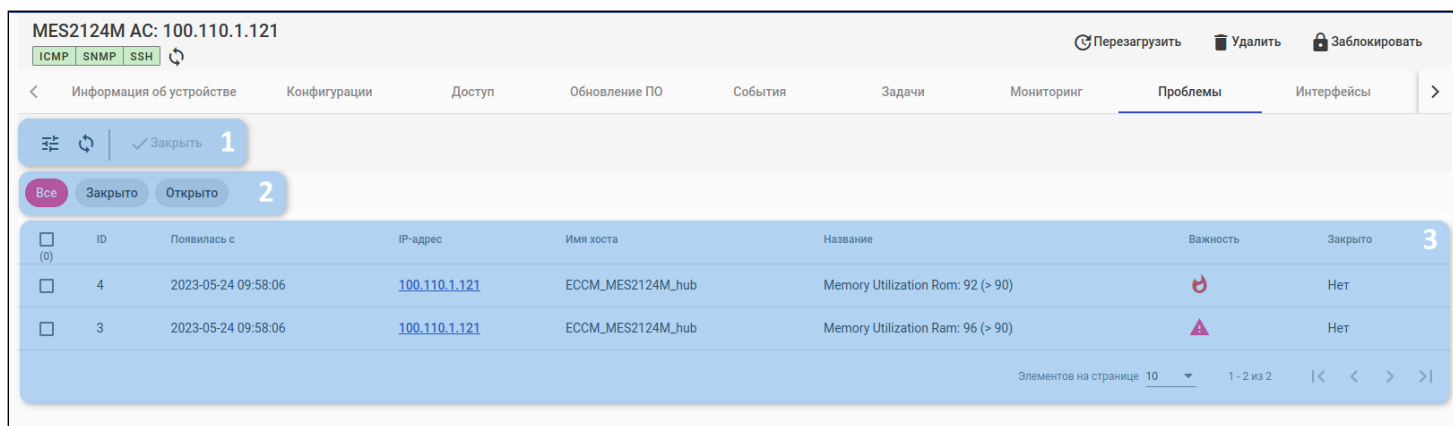 MES2124M AC: 100.110.1.121
ICMP SNMP SSH
Перезагрузить Удалить Заблокировать
Информация об устройстве Конфигурации Доступ Обновление ПО События Задачи Мониторинг Проблемы Интерфейсы
Закрыть 1
Все Закрыто Открыто 2
ID Появилась с IP-адрес Имя хоста Название Важность Закрыто 3
(0)
4 2023-05-24 09:58:06 100.110.1.121 ECCM_MES2124M_hub Memory Utilization Rom: 92 (> 90) Нет
3 2023-05-24 09:58:06 100.110.1.121 ECCM_MES2124M_hub Memory Utilization Ram: 96 (> 90) Нет
Элементов на странице 10 1 - 2 из 2